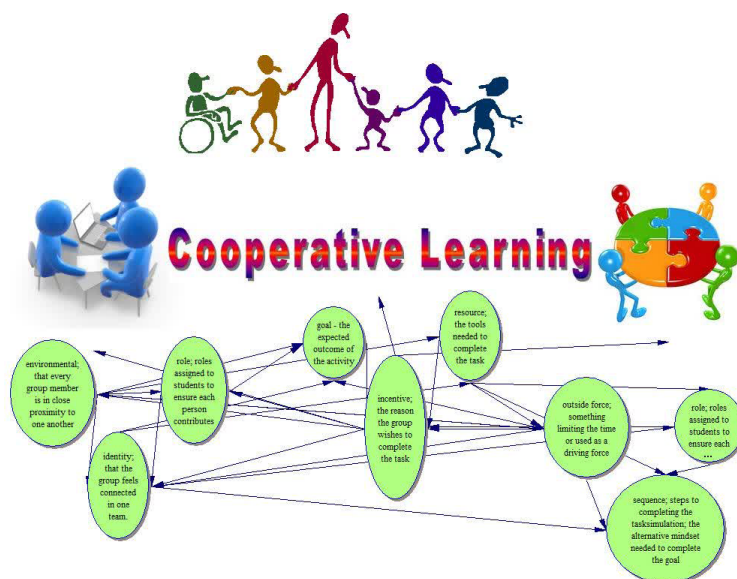 Cooperative Learning
goal - the
expected
outcome of
the activity
resource;
the tools
needed to
complete
the task
environmental;
that every
group member
is in close
proximity to
one another
role; roles
assigned to
students to
ensure each
person
contributes
incentive;
the reason
the group
wishes to
complete
the task
outside force;
something
limiting the time
or used as a
driving force
role; roles
assigned to
students to
ensure each
...
identity;
that the
group feels
connected
in one
team.
sequence; steps to
completing the
tasksimulation; the
alternative mindset
needed to complete
the goal